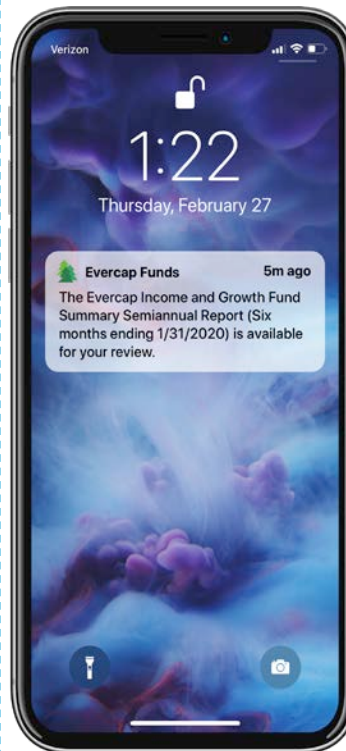 Verizon
1:22
Thursday, February 27
Evercap Funds 5m ago
The Evercap Income and Growth Fund
Summary Semiannual Report (Six
months ending 1/31/2020) is available
for your review.